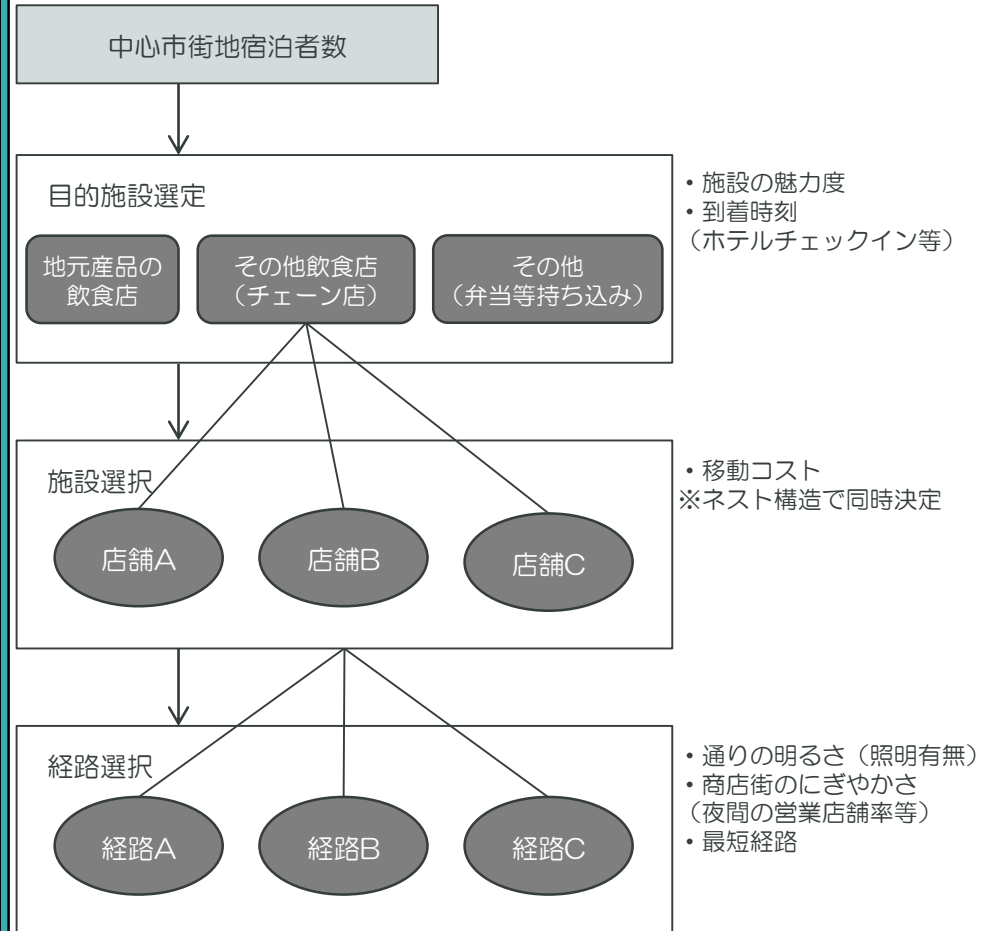 中心市街地宿泊者数
目的施設選定
・施設の魅力度
・到着時刻
（ホテルチェックイン等）
地元産品の
飲食店
その他飲食店
（チェーン店）
その他
（弁当等持ち込み）
施設選択
・移動コスト
※ネスト構造で同時決定
店舗A
店舗B
店舗C
経路選択
・通りの明るさ（照明有無）
・商店街のにぎやかさ
（夜間の営業店舗率等）
・最短経路
経路A
経路B
経路C